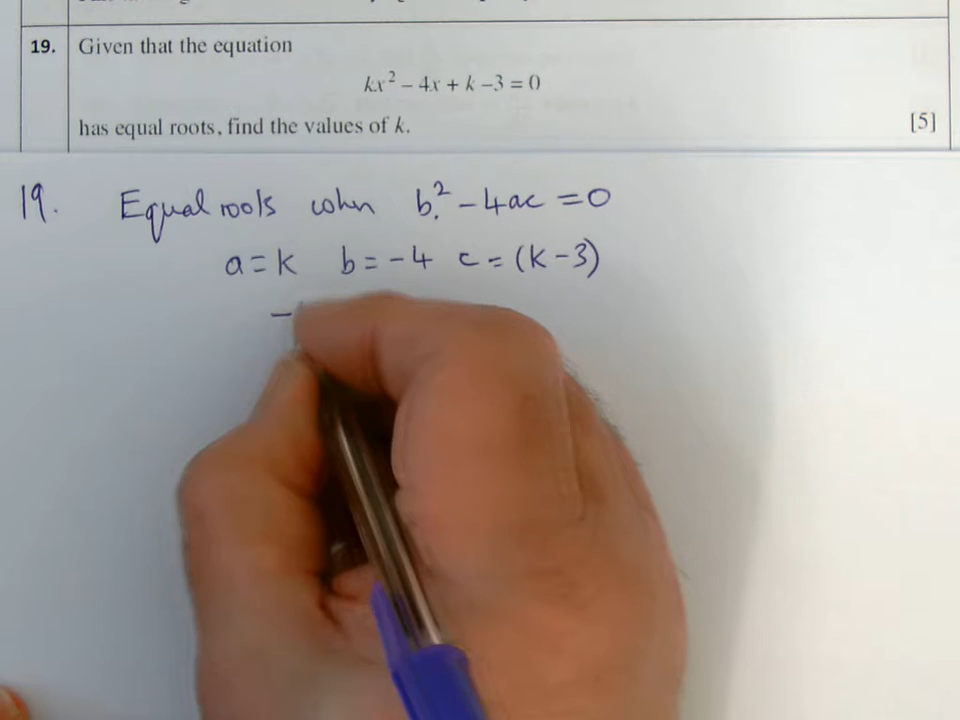 19. Given that the equation
kx² – 4x + k –3 = 0
has equal roots, find the values of k. [5]
19. Equal roots when b² – 4ac = 0
a = k b = –4 c = (k – 3)
–